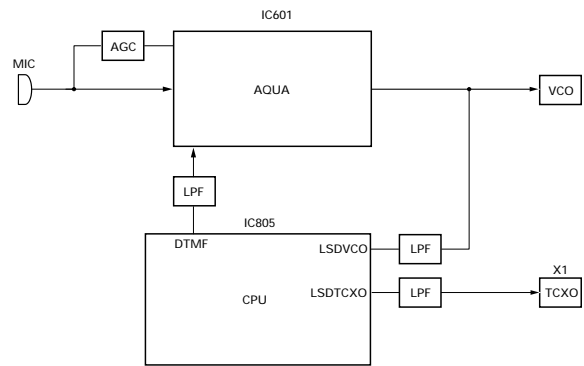 IC601
AGC
MIC
AQUA
VCO
LPF
IC805
DTMF
LSDVCO
LPF
X1
LSDTCXO
LPF
TCXO
CPU